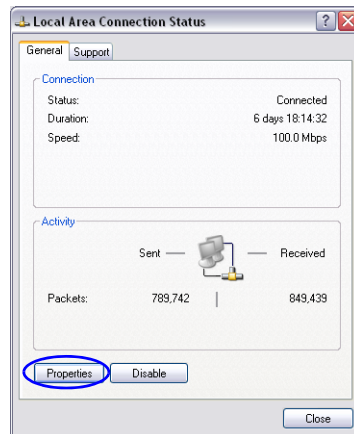 Local Area Connection Status
General Support
Connection
Status: Connected
Duration: 6 days 18:14:32
Speed: 100.0 Mbps
Activity
Sent — — Received
Packets: 789,742 | 849,439
Properties Disable
Close